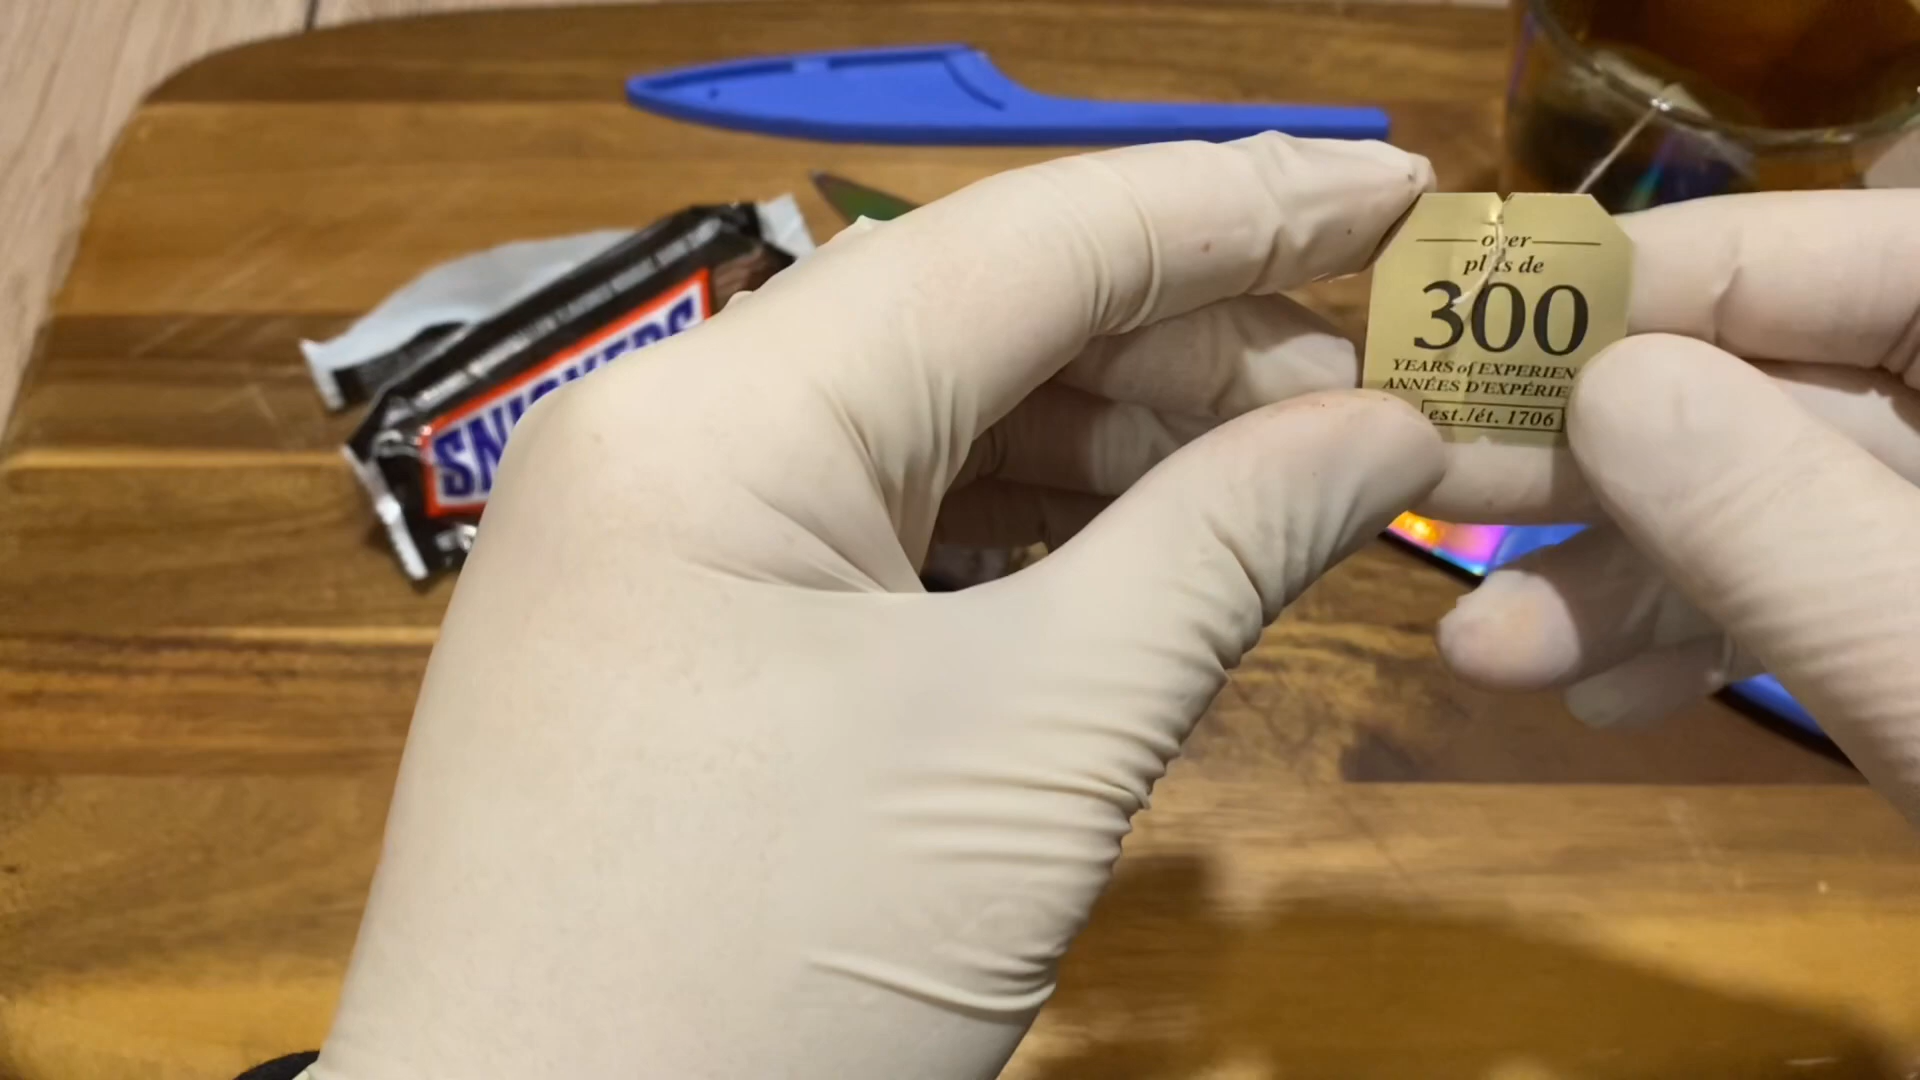 over
plus de
300
YEARS of EXPERIEN
ANNÉES D'EXPÉRIE
est./ét. 1706
SNICKERS